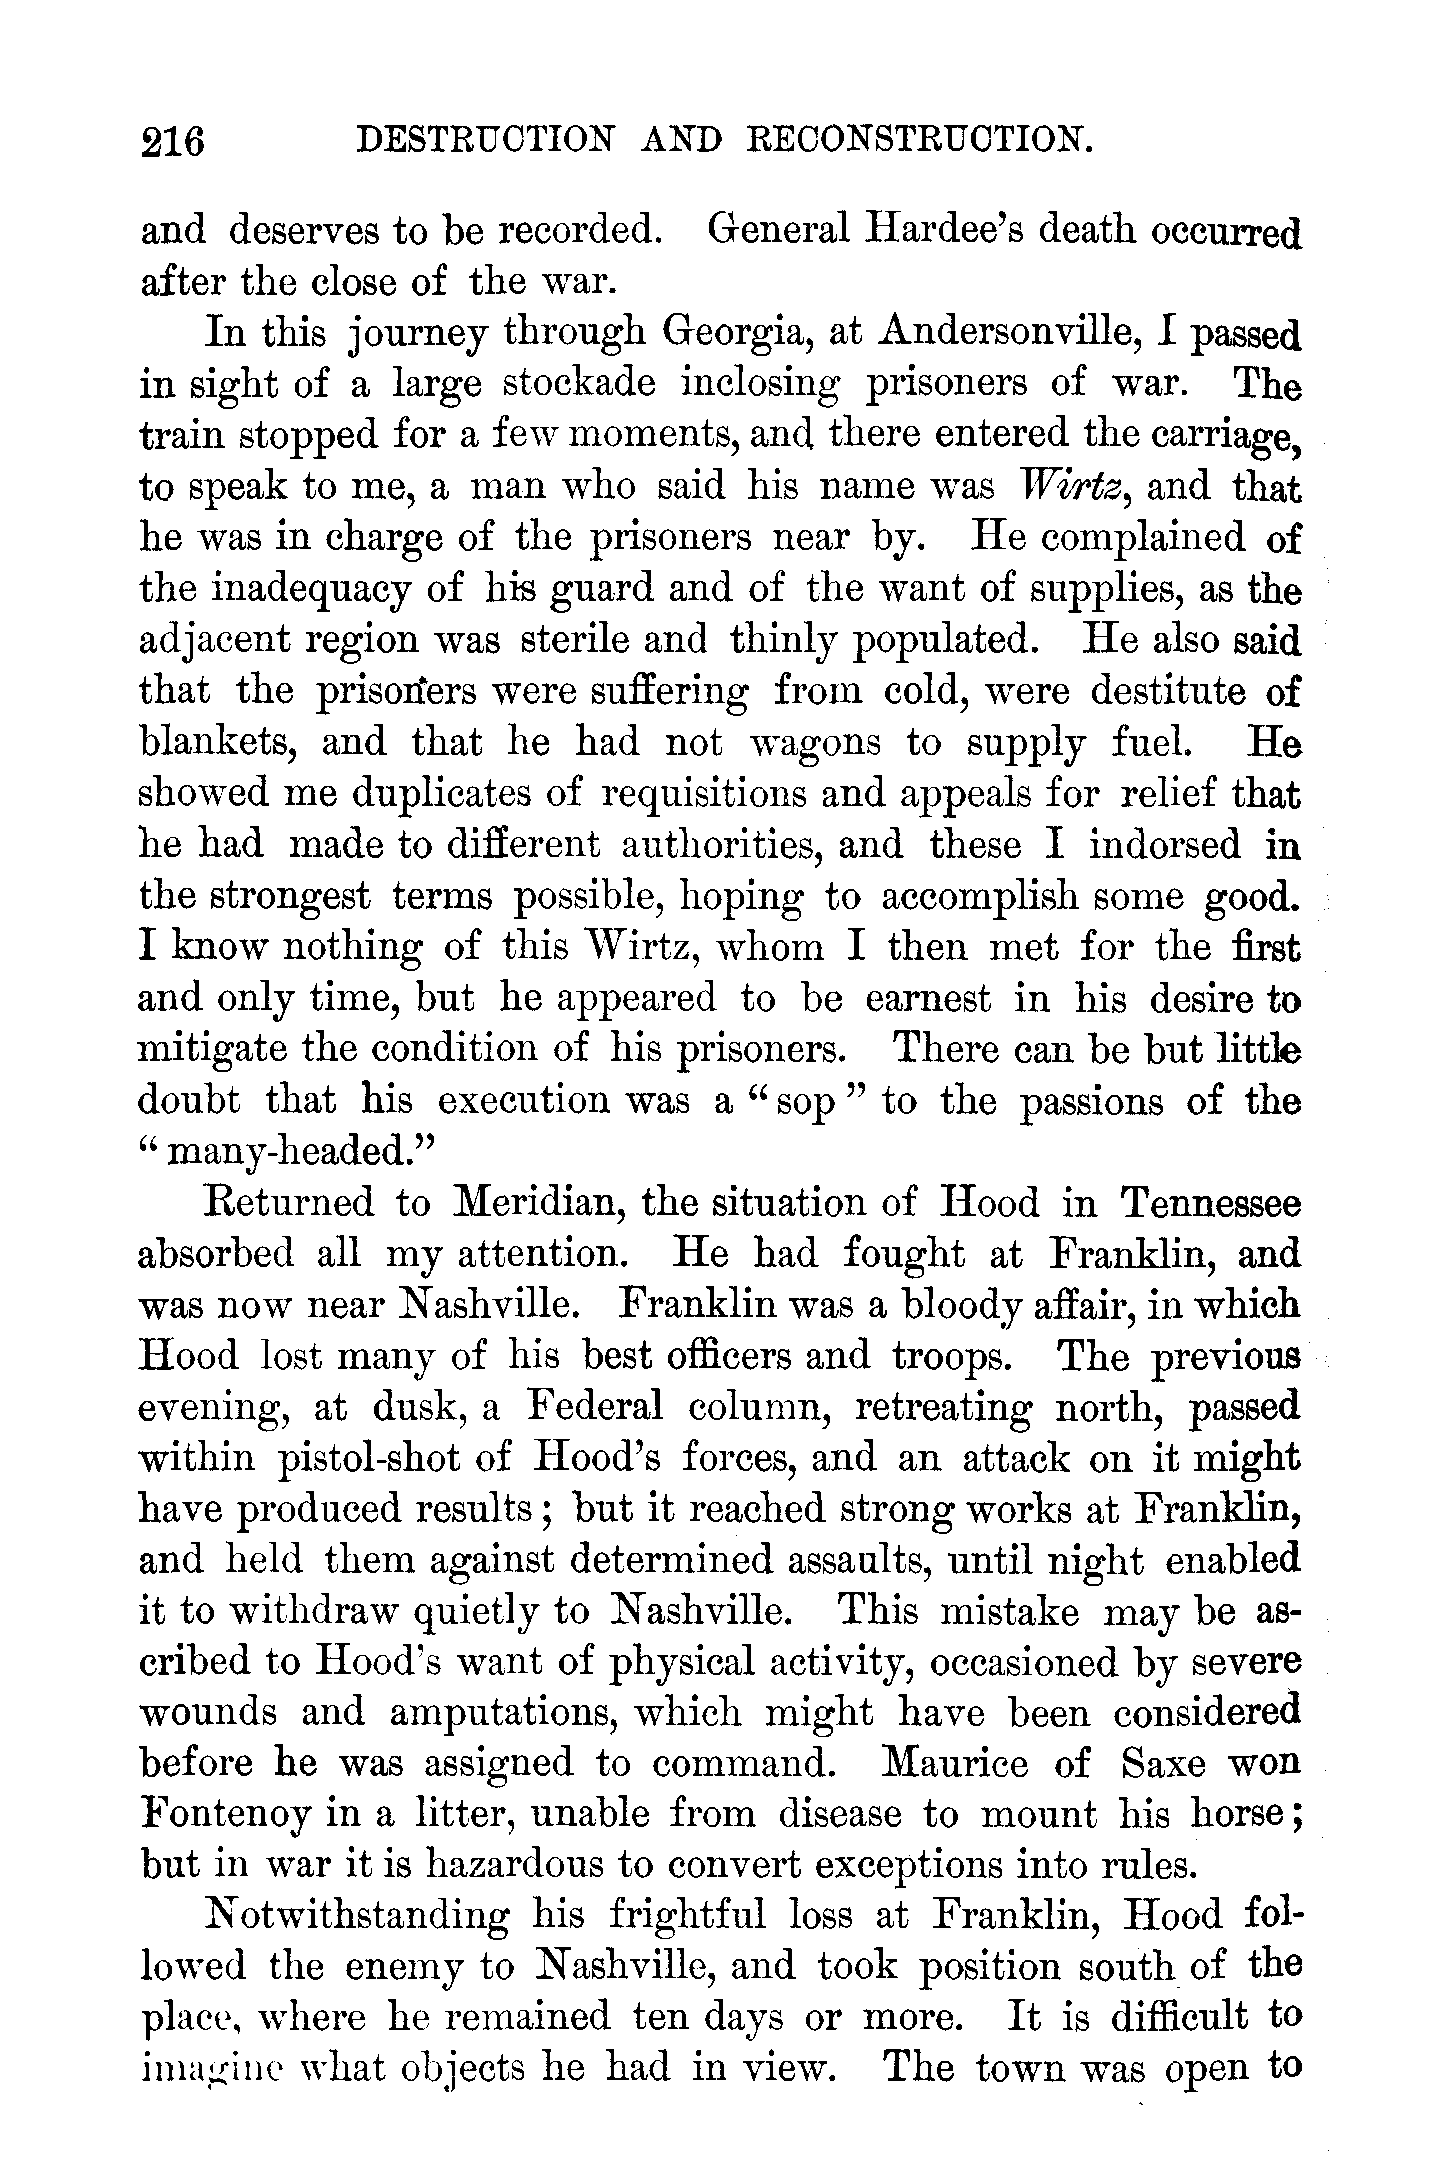 216 DESTRUCTION AND RECONSTRUCTION.
and deserves to be recorded. General Hardee's death occurred
after the close of the war.
In this journey through Georgia, at Andersonville, I passed
in sight of a large stockade inclosing prisoners of war. The
train stopped for a few moments, and there entered the carriage,
to speak to me, a man who said his name was Wirtz, and that
he was in charge of the prisoners near by. He complained of
the inadequacy of his guard and of the want of supplies, as the
adjacent region was sterile and thinly populated. He also said
that the prisoners were suffering from cold, were destitute of
blankets, and that he had not wagons to supply fuel. He
showed me duplicates of requisitions and appeals for relief that
he had made to different authorities, and these I indorsed in
the strongest terms possible, hoping to accomplish some good.
I know nothing of this Wirtz, whom I then met for the first
and only time, but he appeared to be earnest in his desire to
mitigate the condition of his prisoners. There can be but little
doubt that his execution was a “sop” to the passions of the
“many-headed.”
Returned to Meridian, the situation of Hood in Tennessee
absorbed all my attention. He had fought at Franklin, and
was now near Nashville. Franklin was a bloody affair, in which
Hood lost many of his best officers and troops. The previous
evening, at dusk, a Federal column, retreating north, passed
within pistol-shot of Hood's forces, and an attack on it might
have produced results; but it reached strong works at Franklin,
and held them against determined assaults, until night enabled
it to withdraw quietly to Nashville. This mistake may be as-
cribed to Hood's want of physical activity, occasioned by severe
wounds and amputations, which might have been considered
before he was assigned to command. Maurice of Saxe won
Fontenoy in a litter, unable from disease to mount his horse;
but in war it is hazardous to convert exceptions into rules.
Notwithstanding his frightful loss at Franklin, Hood fol-
lowed the enemy to Nashville, and took position south of the
place, where he remained ten days or more. It is difficult to
imagine what objects he had in view. The town was open to